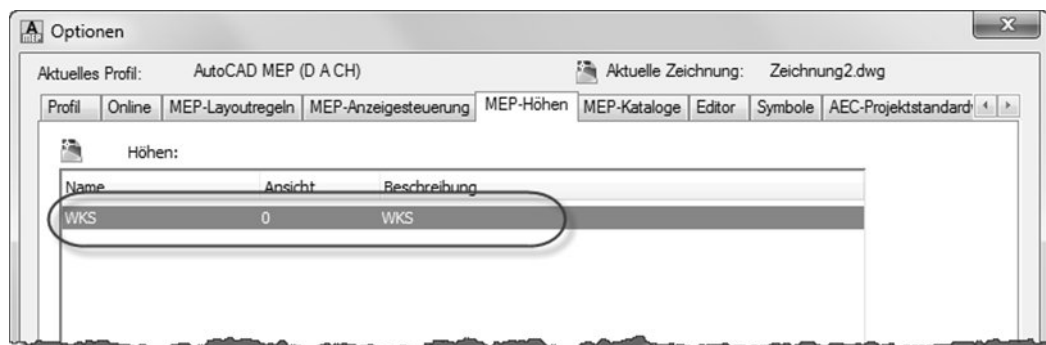 A
mep
Optionen
Aktuelles Profil: AutoCAD MEP (D A CH) Aktuelle Zeichnung: Zeichnung2.dwg
Profil Online MEP-Layoutregeln MEP-Anzeigesteuerung MEP-Höhen MEP-Kataloge Editor Symbole AEC-Projektstandard
Höhen:
Name Ansicht Beschreibung
WKS 0 WKS